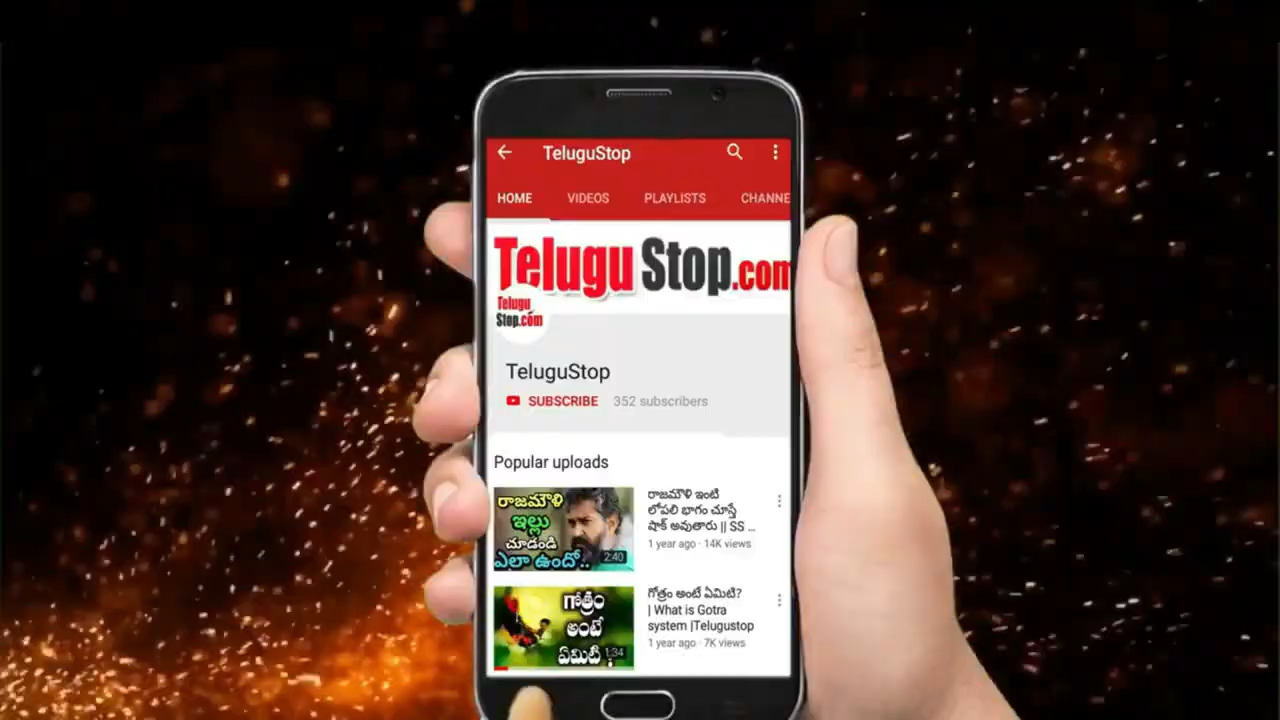 TeluguStop
HOME VIDEOS PLAYLISTS CHANNE
Telugu Stop.com
Telugu
Stop.com
TeluguStop
SUBSCRIBE 352 subscribers
Popular uploads
రాజమౌళి
ఇల్లు
చూడండి
ఎలా ఉందో..
2:40
రాజమౌళి ఇంటి
లోపలి భాగం చూస్తే
షాక్ అవుతారు || SS ...
1 year ago · 14K views
గోత్రం
అంటే
ఏమిటి ?
1:34
గోత్రం అంటే ఏమిటి?
| What is Gotra
system |Telugustop
1 year ago · 7K views